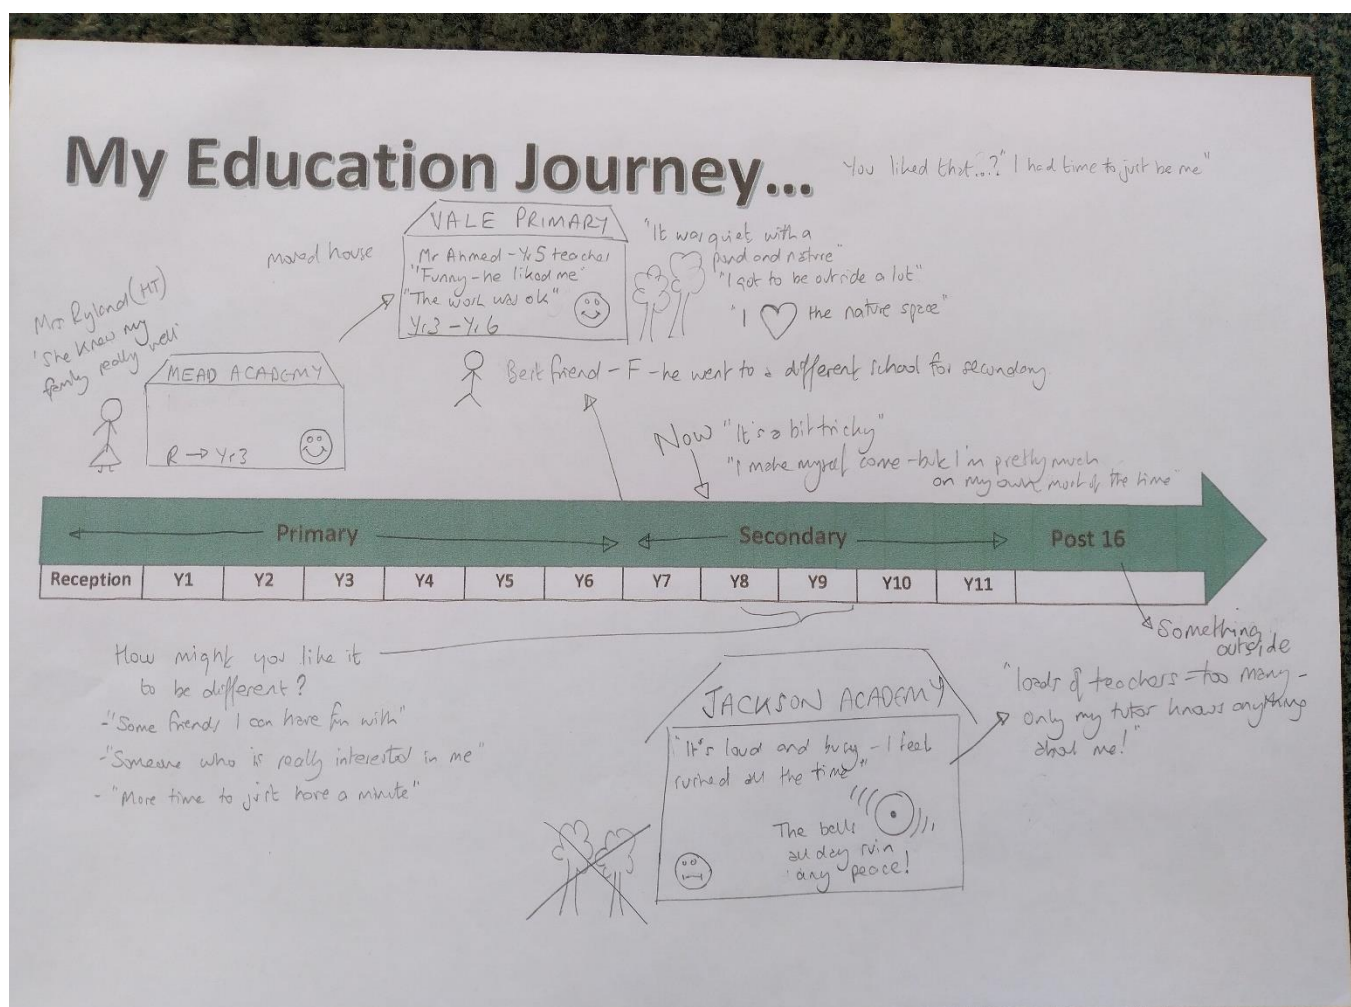 My Education Journey...
You liked that...? "I had time to just be me"
VALE PRIMARY
Mr Ahmed - Yr5 teacher
"Funny - he liked me"
"The work was ok"
Yr3 - Yr6
moved house
"It was quiet with a
pond and nature"
"I got to be outside a lot"
"I the nature space"
Mrs Ryland (HT)
"She knew my
family really well"
MEAD ACADEMY
R → Yr3
Best friend - F - he went to a different school for secondary
Now "It's a bit tricky"
"I make myself come - but I'm pretty much
on my own most of the time"
Primary
Secondary
Post 16
Reception Y1 Y2 Y3 Y4 Y5 Y6 Y7 Y8 Y9 Y10 Y11
Something
outside
How might you like it
to be different?
- "Some friends I can have fun with"
- "Someone who is really interested in me"
- "More time to just have a minute"
JACKSON ACADEMY
"It's loud and busy - I feel
rushed all the time"
The bells
all day ruin
any peace!
"loads of teachers = too many -
only my tutor knows anything
about me!"